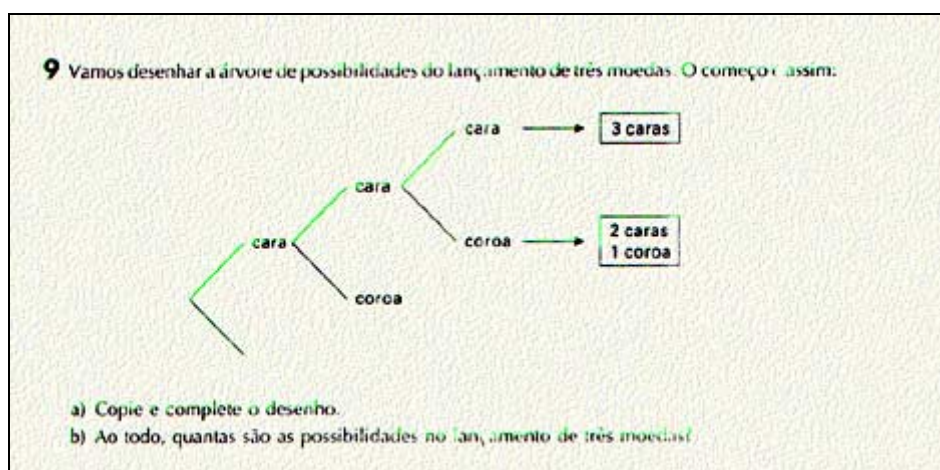 9 Vamos desenhar a árvore de possibilidades do lançamento de três moedas. O começo é assim:
cara
3 caras
cara
cara
coroa
2 caras
1 coroa
coroa
a) Copie e complete o desenho.
b) Ao todo, quantas são as possibilidades no lançamento de três moedas?